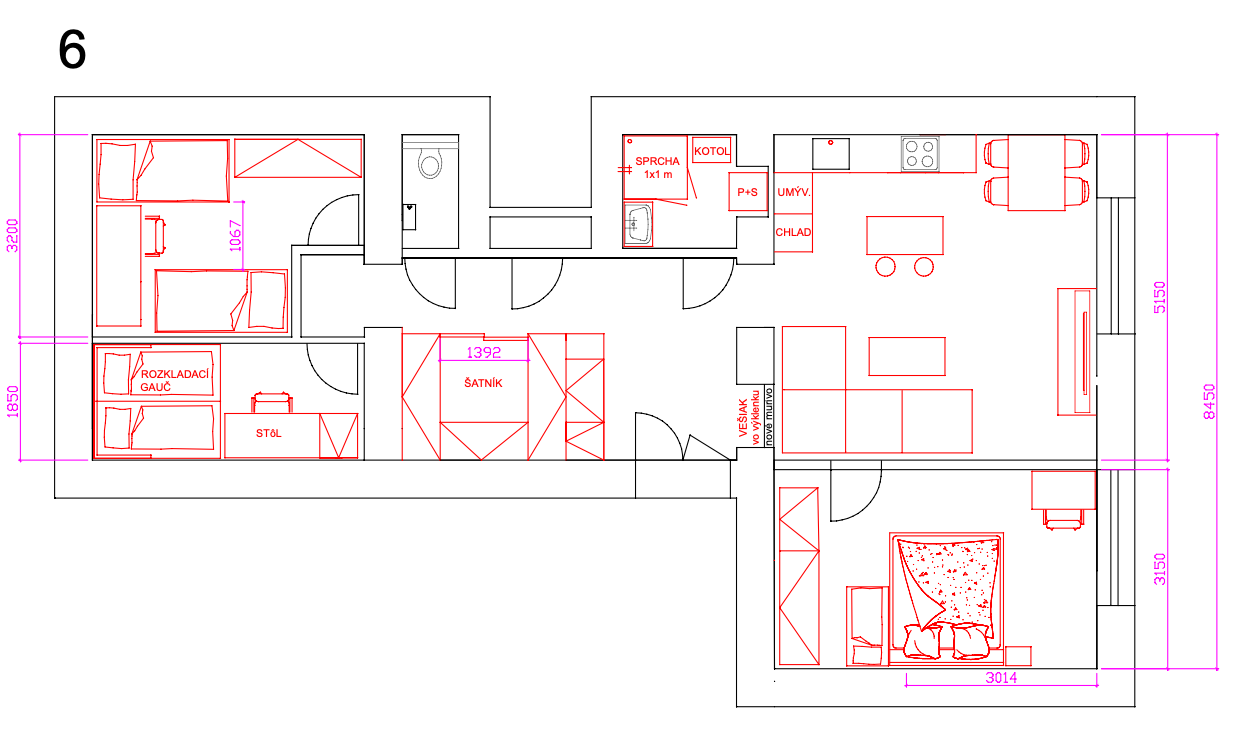 6
SPRCHA
1x1 m
KOTOL
P+S
UMÝV.
CHLAD
3200
1067
5150
8450
1392
ŠATNÍK
ROZKLADACÍ
GAUČ
STôL
1850
VEŠIAK
vo výklenku
nové murivo
3150
3014